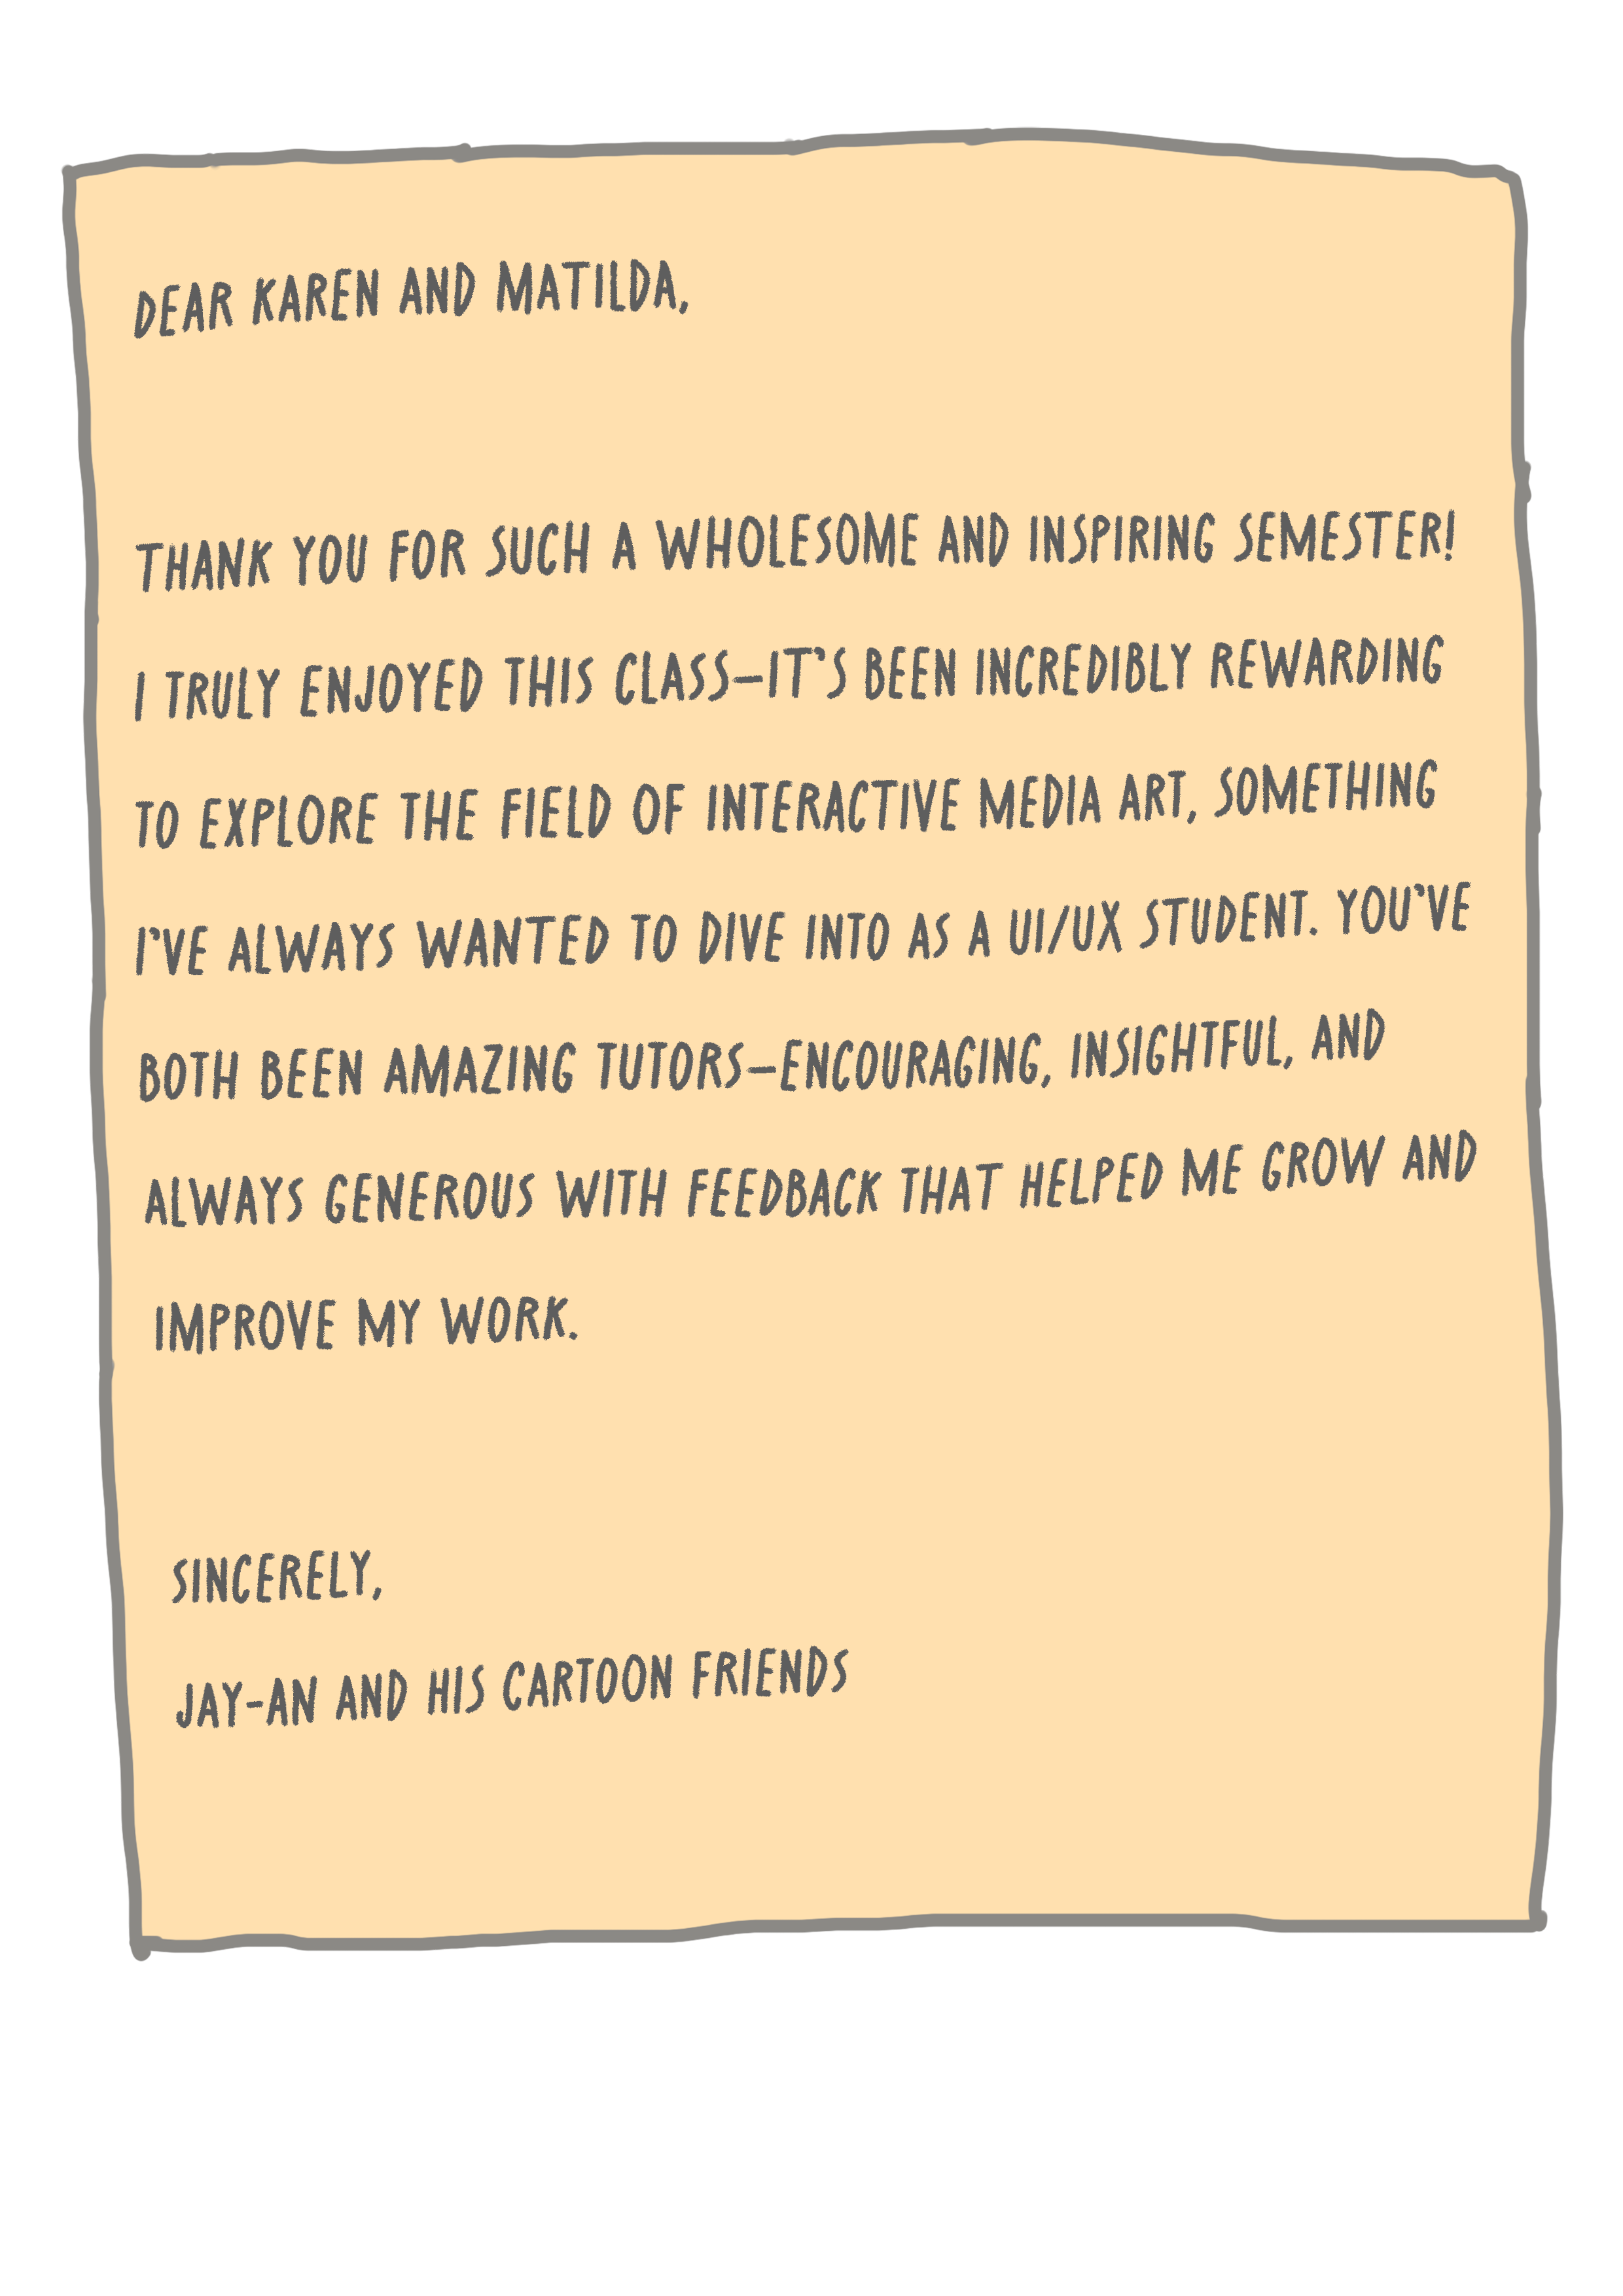 DEAR KAREN AND MATILDA,
THANK YOU FOR SUCH A WHOLESOME AND INSPIRING SEMESTER!
I TRULY ENJOYED THIS CLASS—IT'S BEEN INCREDIBLY REWARDING
TO EXPLORE THE FIELD OF INTERACTIVE MEDIA ART, SOMETHING
I'VE ALWAYS WANTED TO DIVE INTO AS A UI/UX STUDENT. YOU'VE
BOTH BEEN AMAZING TUTORS—ENCOURAGING, INSIGHTFUL, AND
ALWAYS GENEROUS WITH FEEDBACK THAT HELPED ME GROW AND
IMPROVE MY WORK.
SINCERELY,
JAY-AN AND HIS CARTOON FRIENDS